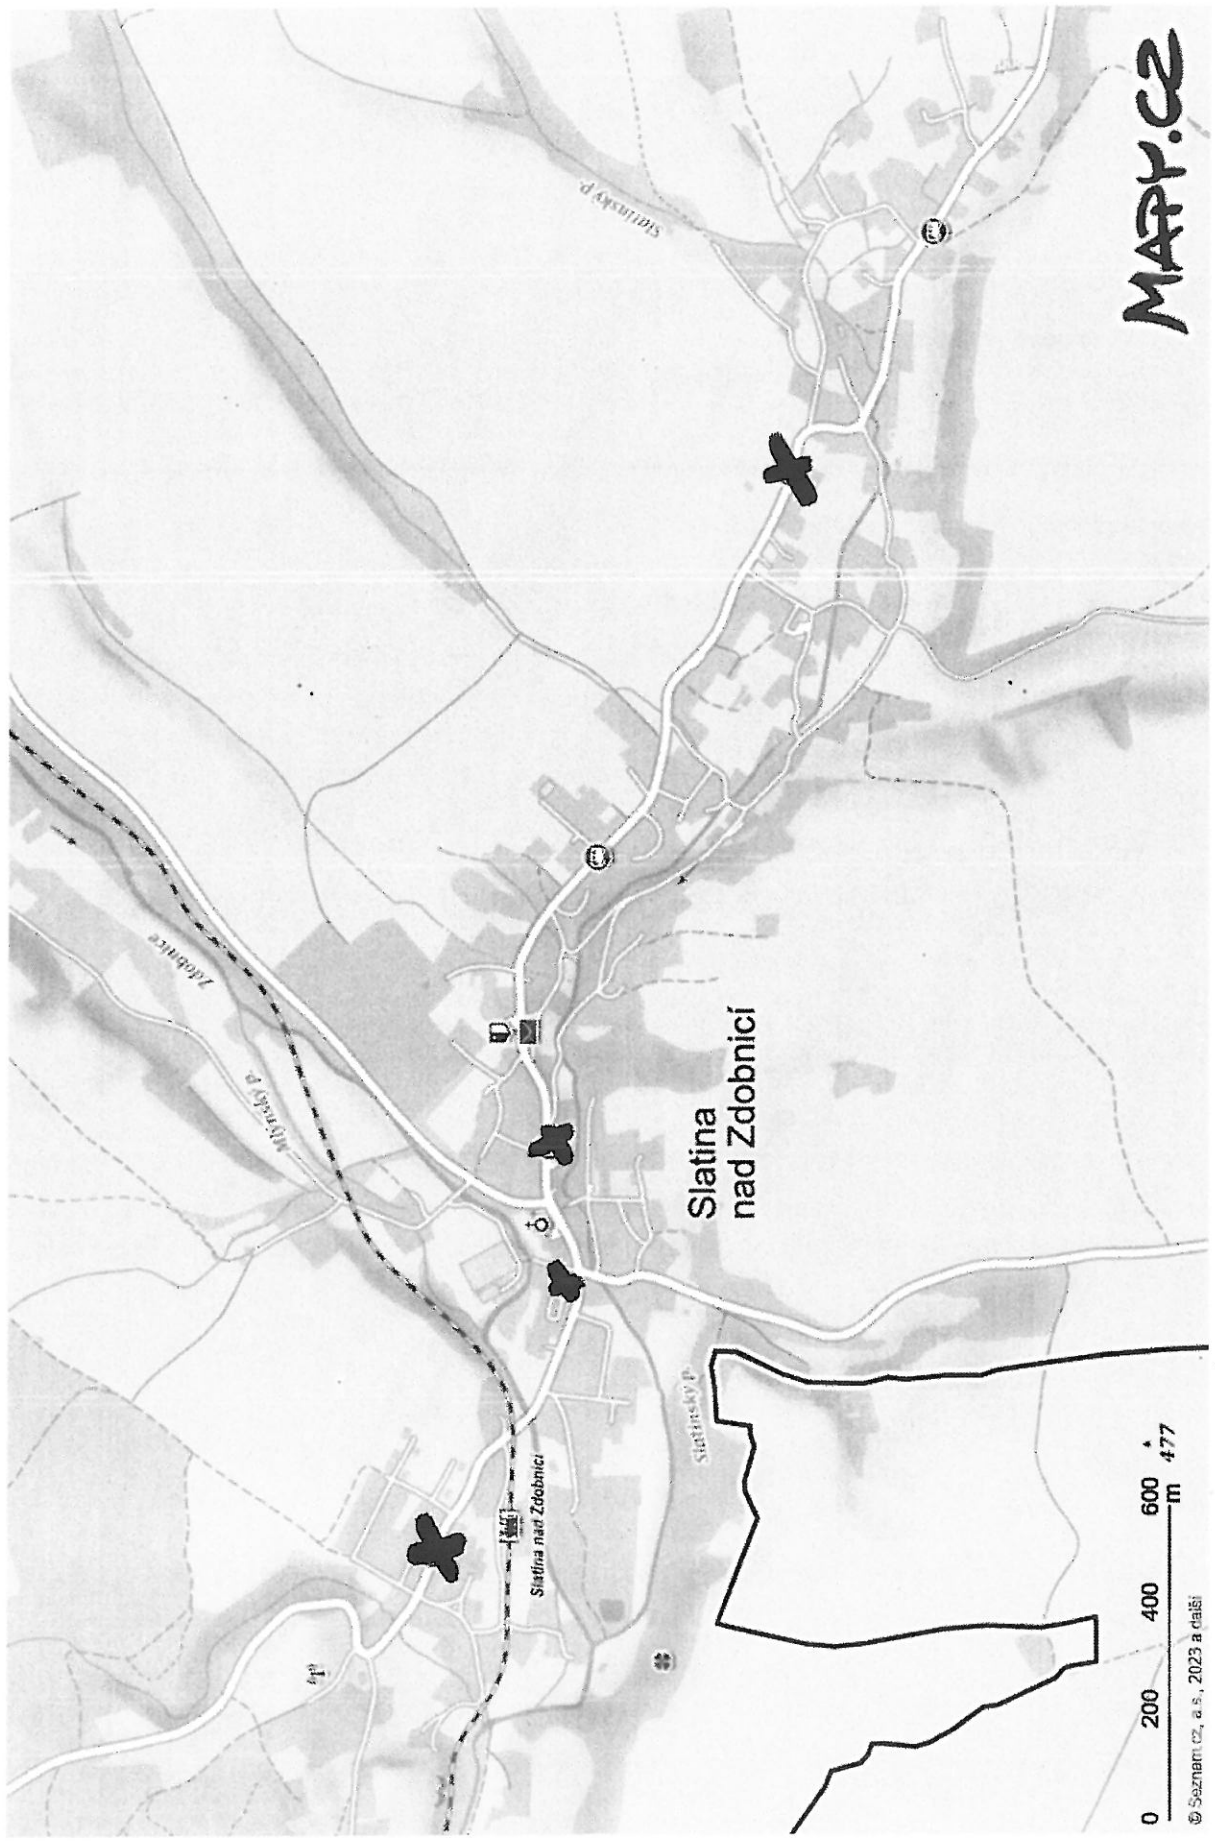 MAPY.CZ
Slatinský p.
Zdobnice
Mlýnský p.
Slatina
nad Zdobnicí
Slatinský p.
Slatina nad Zdobnicí
0 200 400 600
m
477
© Seznam.cz, a.s., 2023 a další